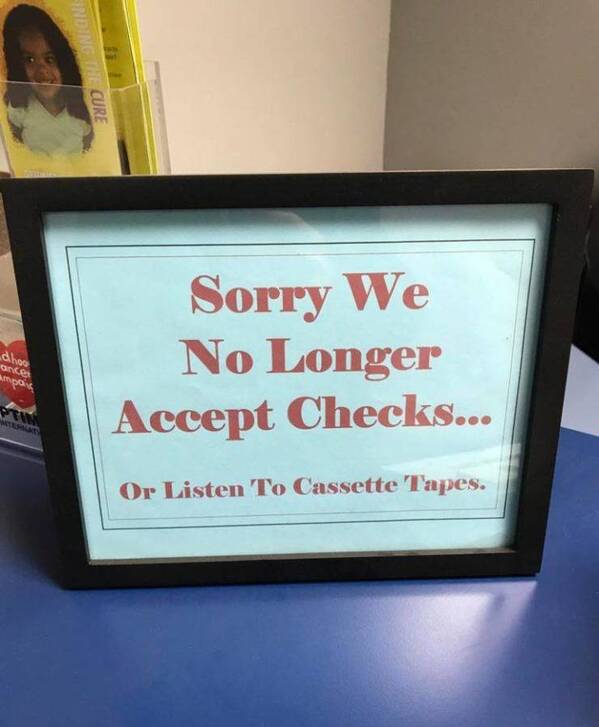 FINDING THE CURE
Sorry We
No Longer
Accept Checks...
Or Listen To Cassette Tapes.